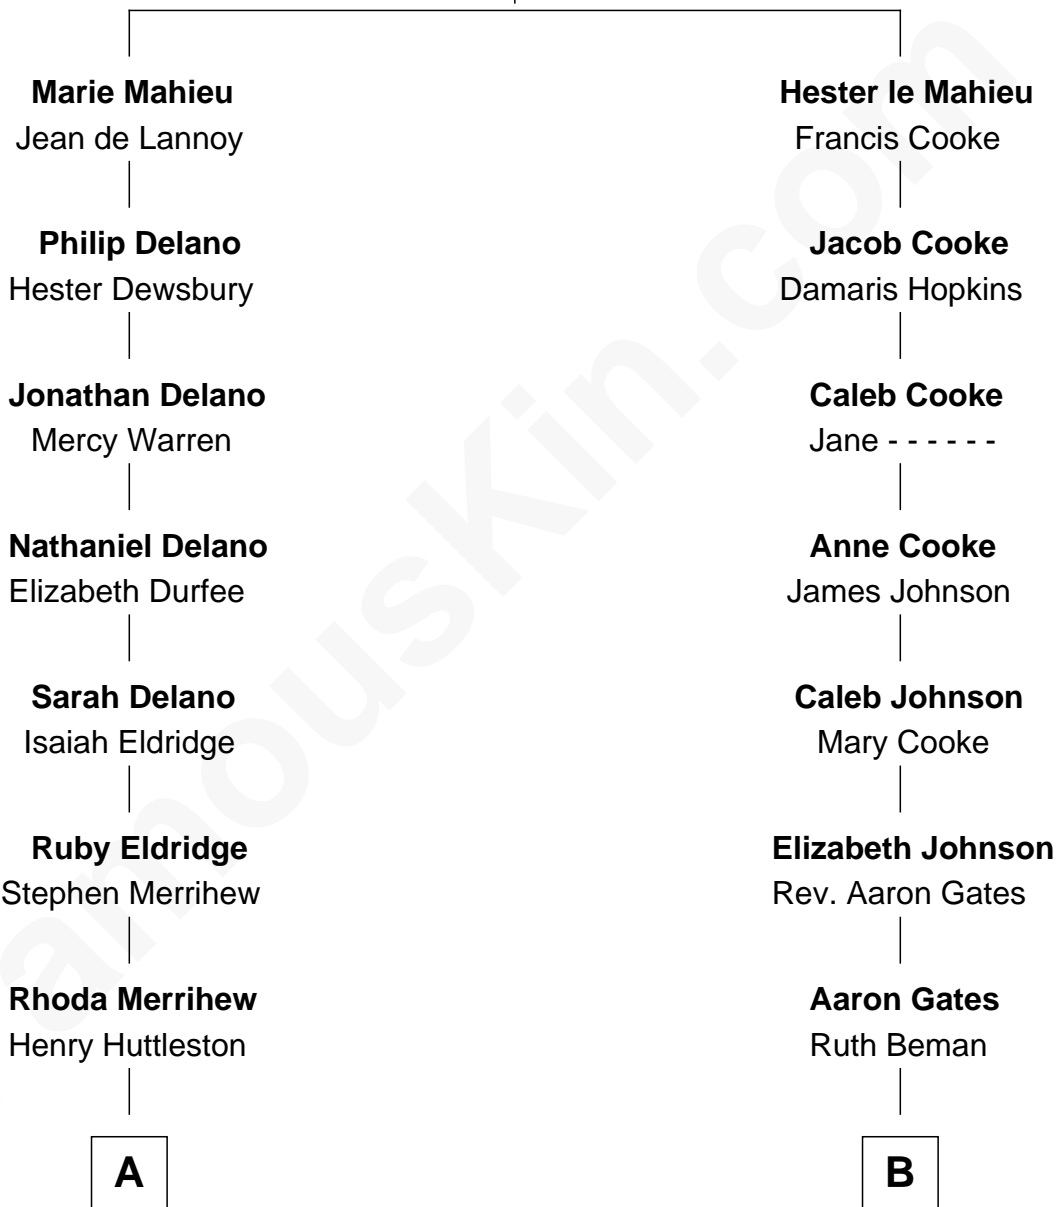 Marie Mahieu
Jean de Lannoy
Hester le Mahieu
Francis Cooke
Philip Delano
Hester Dewsbury
Jacob Cooke
Damaris Hopkins
Jonathan Delano
Mercy Warren
Caleb Cooke
Jane - - - - - -
Nathaniel Delano
Elizabeth Durfee
Anne Cooke
James Johnson
Sarah Delano
Isaiah Eldridge
Caleb Johnson
Mary Cooke
Ruby Eldridge
Stephen Merrihew
Elizabeth Johnson
Rev. Aaron Gates
Rhoda Merrihew
Henry Huttleston
Aaron Gates
Ruth Beman
A
B
amousKin.com